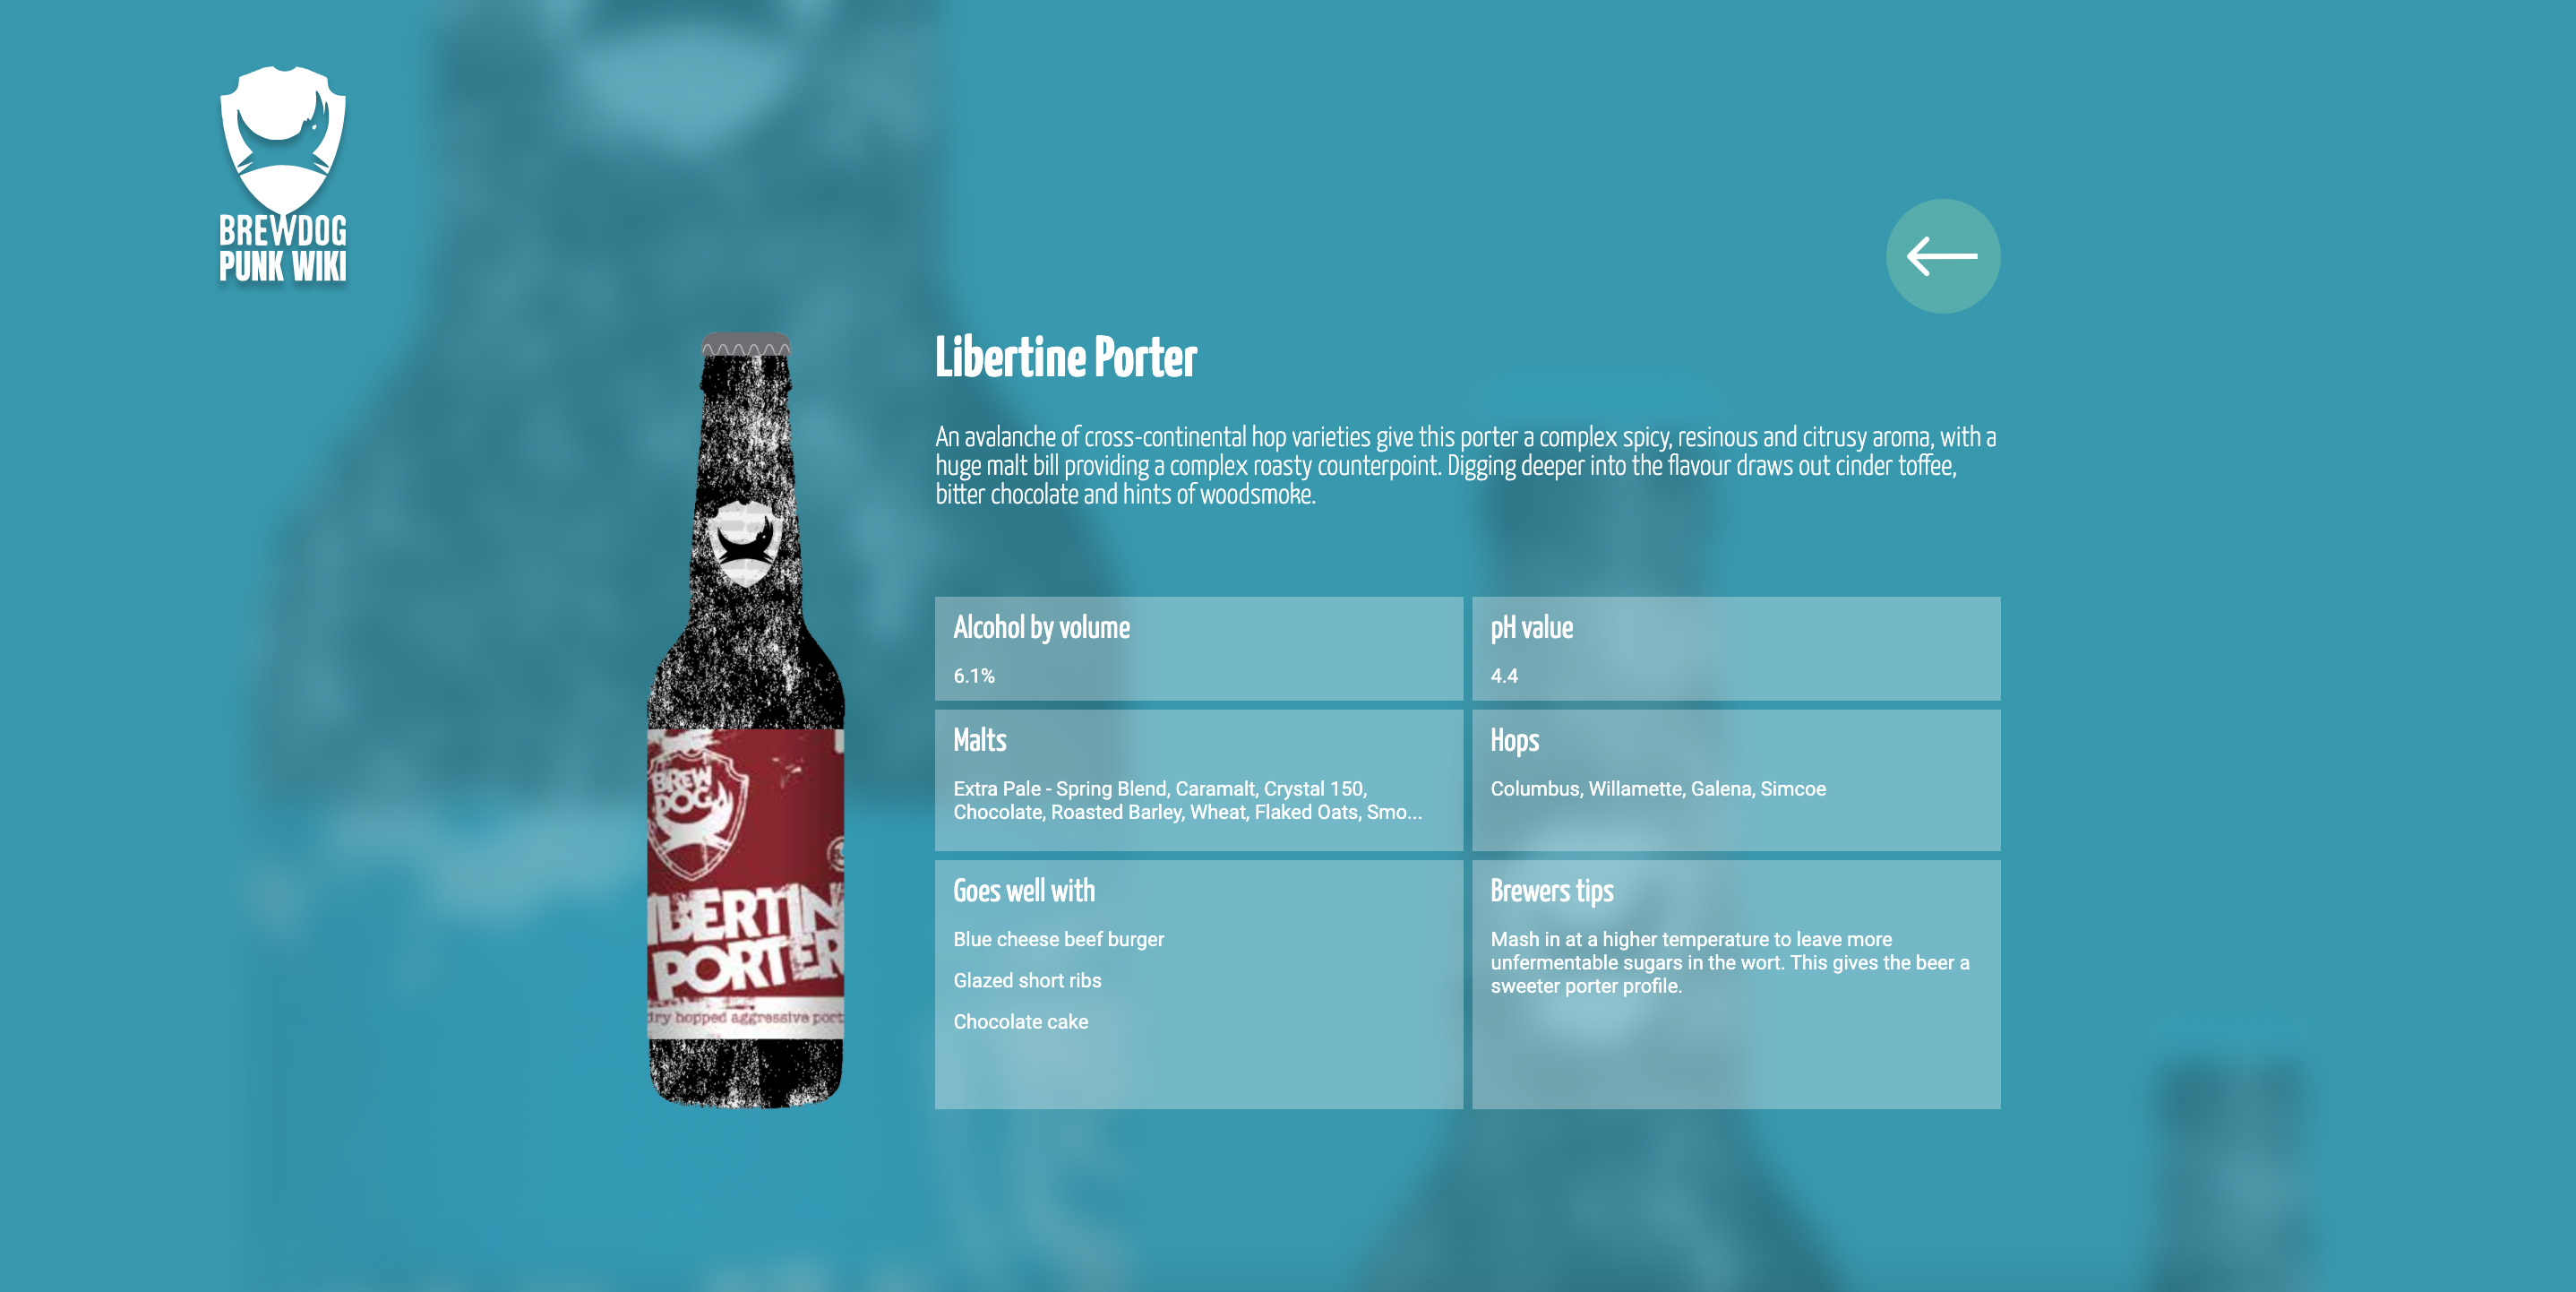 BREWDOG
PUNK WIKI
Libertine Porter
An avalanche of cross-continental hop varieties give this porter a complex spicy, resinous and citrusy aroma, with a
huge malt bill providing a complex roasty counterpoint. Digging deeper into the flavour draws out cinder toffee,
bitter chocolate and hints of woodsmoke.
BREW
DOG
IBERTIN
PORTER
dry hopped aggressive port
Alcohol by volume
6.1%
pH value
4.4
Malts
Extra Pale - Spring Blend, Caramalt, Crystal 150,
Chocolate, Roasted Barley, Wheat, Flaked Oats, Smo...
Hops
Columbus, Willamette, Galena, Simcoe
Goes well with
Blue cheese beef burger
Glazed short ribs
Chocolate cake
Brewers tips
Mash in at a higher temperature to leave more
unfermentable sugars in the wort. This gives the beer a
sweeter porter profile.